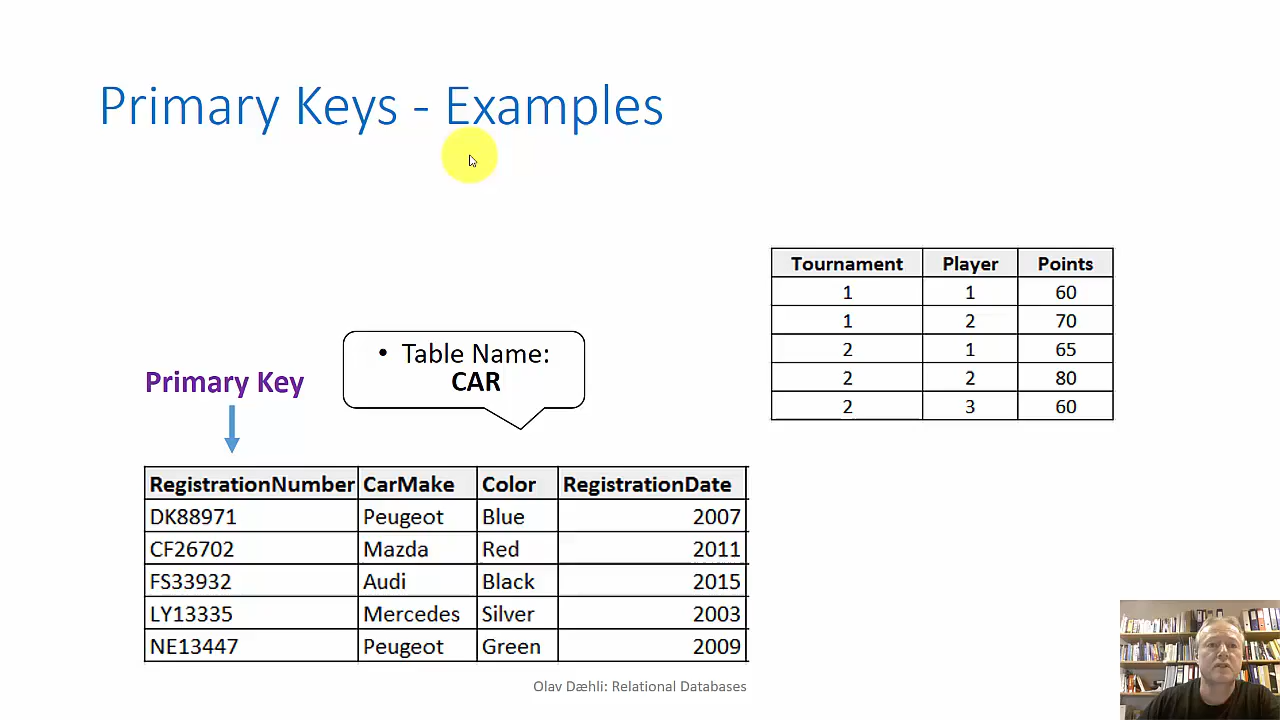 Primary Keys - Examples
Tournament Player Points
1 1 60
1 2 70
2 1 65
2 2 80
2 3 60
• Table Name:
CAR
Primary Key
RegistrationNumber CarMake Color RegistrationDate
DK88971 Peugeot Blue 2007
CF26702 Mazda Red 2011
FS33932 Audi Black 2015
LY13335 Mercedes Silver 2003
NE13447 Peugeot Green 2009
Olav Dæhli: Relational Databases